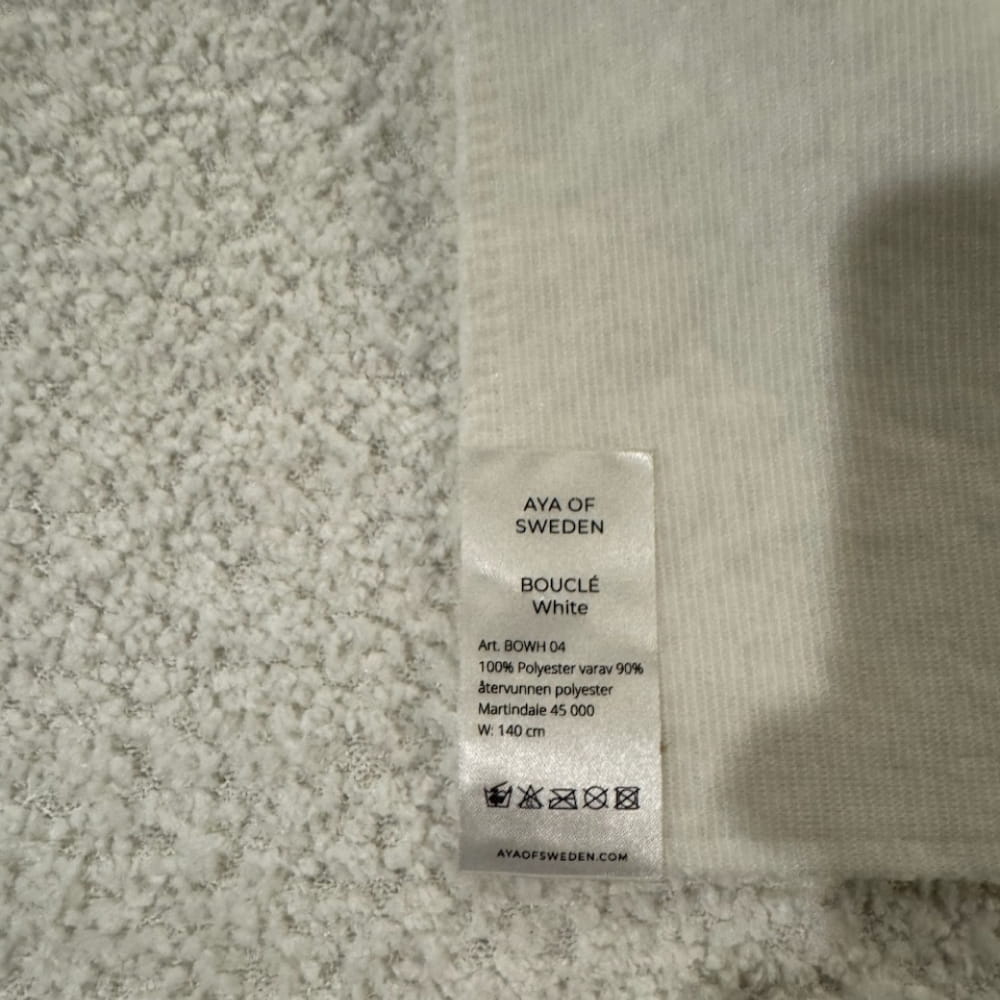 AYA OF
SWEDEN
BOUCLÉ
White
Art. BOWH 04
100% Polyester varav 90%
återvunnen polyester
Martindale 45 000
W: 140 cm
AYAOFSWEDEN.COM